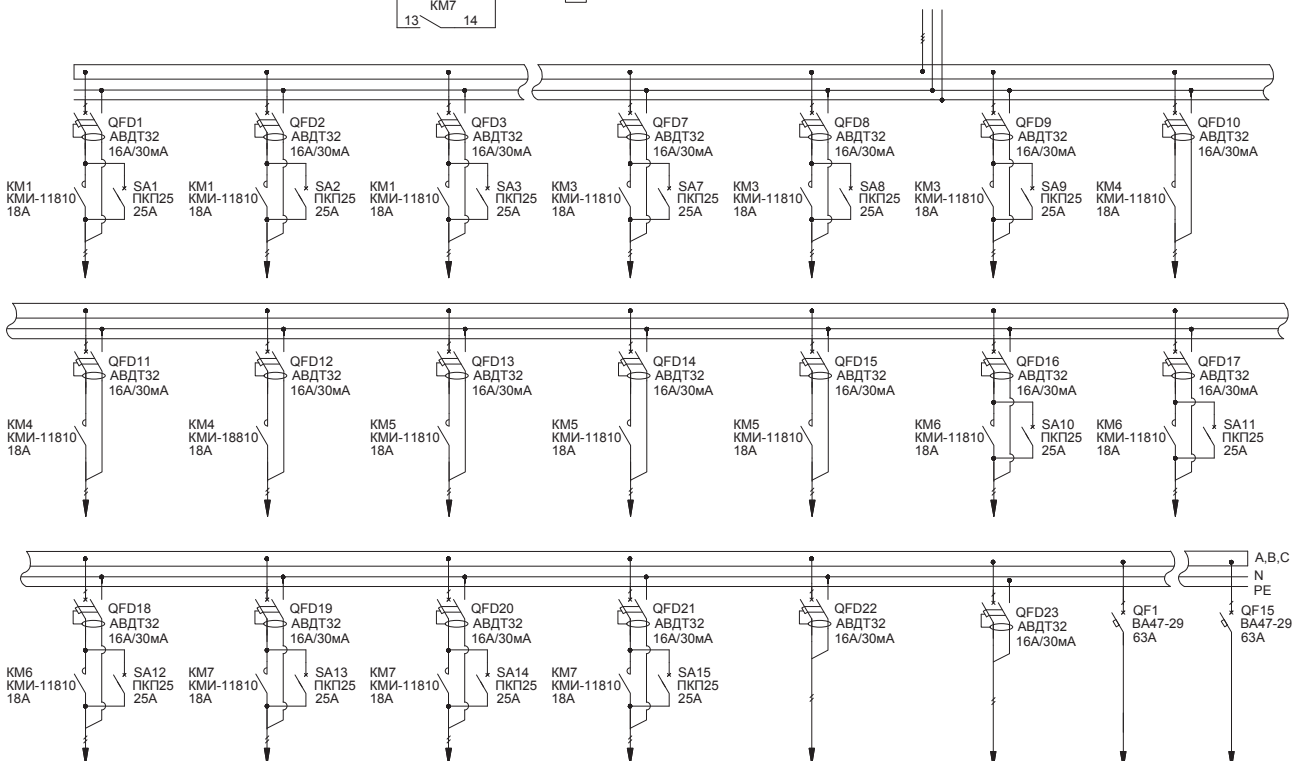 KM7
13 14
QFD1
АВДТ32
16А/30мА
QFD2
АВДТ32
16А/30мА
QFD3
АВДТ32
16А/30мА
QFD7
АВДТ32
16А/30мА
QFD8
АВДТ32
16А/30мА
QFD9
АВДТ32
16А/30мА
QFD10
АВДТ32
16А/30мА
КМ1
КМИ-11810
18А
SA1
ПКП25
25А
КМ1
КМИ-11810
18А
SA2
ПКП25
25А
КМ1
КМИ-11810
18А
SA3
ПКП25
25А
КМ3
КМИ-11810
18А
SA7
ПКП25
25А
КМ3
КМИ-11810
18А
SA8
ПКП25
25А
КМ3
КМИ-11810
18А
SA9
ПКП25
25А
КМ4
КМИ-11810
18А
QFD11
АВДТ32
16А/30мА
QFD12
АВДТ32
16А/30мА
QFD13
АВДТ32
16А/30мА
QFD14
АВДТ32
16А/30мА
QFD15
АВДТ32
16А/30мА
QFD16
АВДТ32
16А/30мА
QFD17
АВДТ32
16А/30мА
КМ4
КМИ-11810
18А
КМ4
КМИ-18810
18А
КМ5
КМИ-11810
18А
КМ5
КМИ-11810
18А
КМ5
КМИ-11810
18А
КМ6
КМИ-11810
18А
SA10
ПКП25
25А
КМ6
КМИ-11810
18А
SA11
ПКП25
25А
A,B,C
N
PE
QFD18
АВДТ32
16А/30мА
QFD19
АВДТ32
16А/30мА
QFD20
АВДТ32
16А/30мА
QFD21
АВДТ32
16А/30мА
QFD22
АВДТ32
16А/30мА
QFD23
АВДТ32
16А/30мА
QF1
ВА47-29
63А
QF15
ВА47-29
63А
КМ6
КМИ-11810
18А
SA12
ПКП25
25А
КМ7
КМИ-11810
18А
SA13
ПКП25
25А
КМ7
КМИ-11810
18А
SA14
ПКП25
25А
КМ7
КМИ-11810
18А
SA15
ПКП25
25А